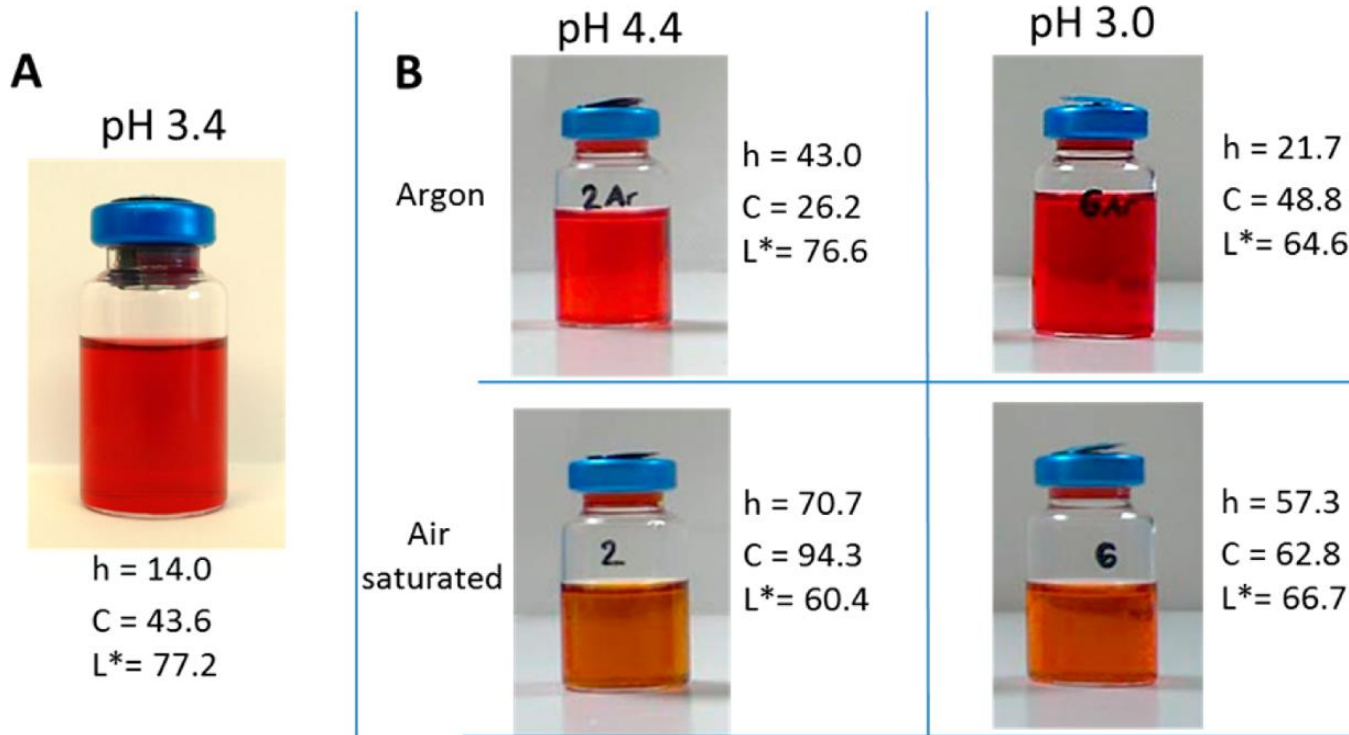 A
pH 3.4
h = 14.0
C = 43.6
L*= 77.2
B
pH 4.4
pH 3.0
Argon
2Ar
h = 43.0
C = 26.2
L*= 76.6
6Ar
h = 21.7
C = 48.8
L*= 64.6
Air
saturated
2
h = 70.7
C = 94.3
L*= 60.4
6
h = 57.3
C = 62.8
L*= 66.7